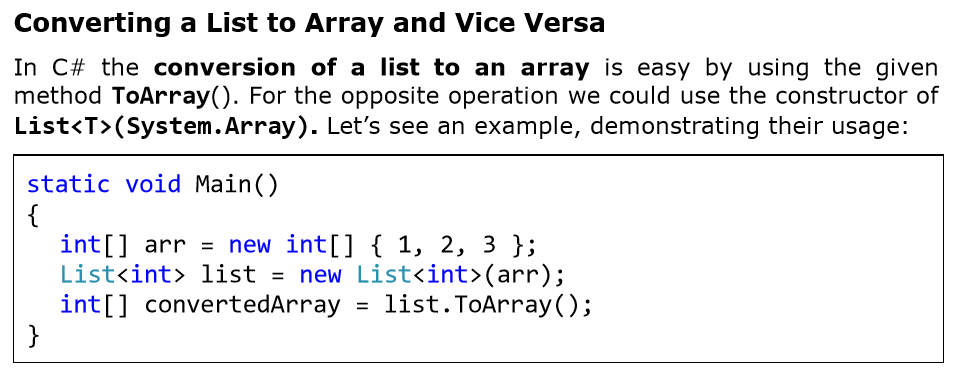 Converting a List to Array and Vice Versa
In C# the conversion of a list to an array is easy by using the given
method ToArray(). For the opposite operation we could use the constructor of
List<T>(System.Array). Let's see an example, demonstrating their usage:
static void Main()
{
int[] arr = new int[] { 1, 2, 3 };
List<int> list = new List<int>(arr);
int[] convertedArray = list.ToArray();
}